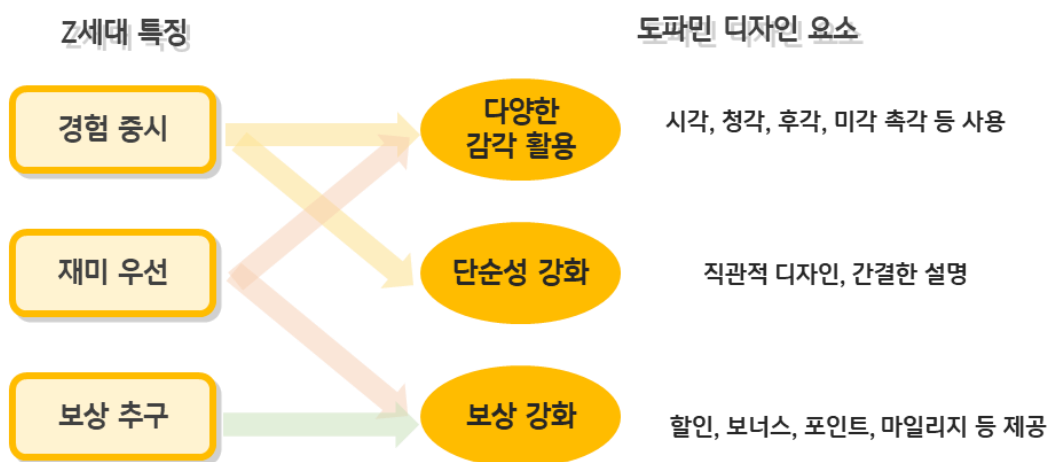 Z세대 특징
도파민 디자인 요소
경험 중시
다양한
감각 활용
시각, 청각, 후각, 미각 촉각 등 사용
재미 우선
단순성 강화
직관적 디자인, 간결한 설명
보상 추구
보상 강화
할인, 보너스, 포인트, 마일리지 등 제공